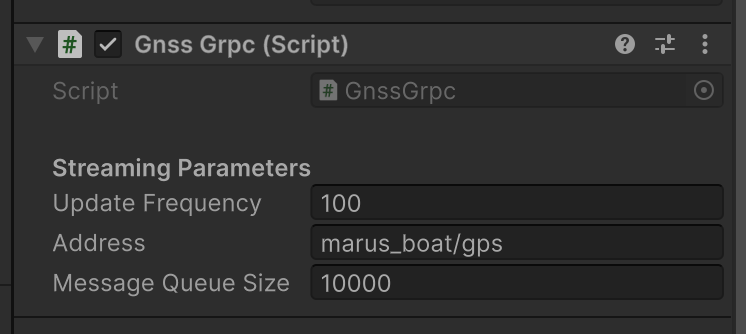 # Gnss Grpc (Script)
Script # GnssGrpc
Streaming Parameters
Update Frequency 100
Address marus_boat/gps
Message Queue Size 10000